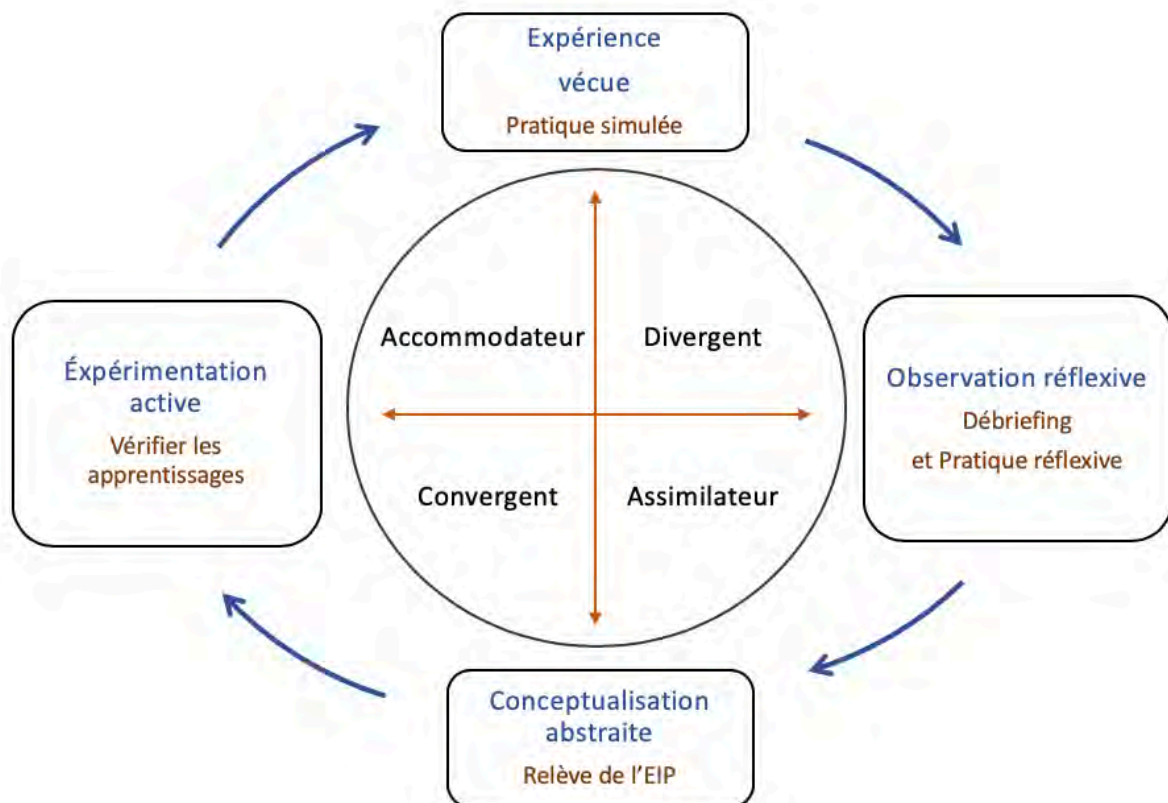 Expérience
vécue
Pratique simulée
Accommodateur
Divergent
Éxpérimentation
active
Vérifier les
apprentissages
Observation réflexive
Débriefing
et Pratique réflexive
Convergent
Assimilateur
Conceptualisation
abstraite
Relève de l'EIP